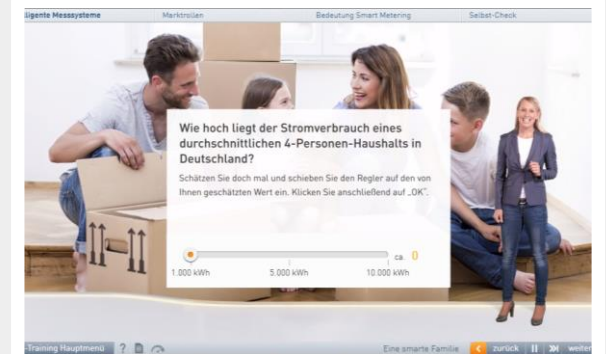 ligente Messsysteme
Marktrollen
Bedeutung Smart Metering
Selbst-Check
Wie hoch liegt der Stromverbrauch eines
durchschnittlichen 4-Personen-Haushalts in
Deutschland?
Schätzen Sie doch mal und schieben Sie den Regler auf den von
Ihnen geschätzten Wert ein. Klicken Sie anschließend auf „OK“.
ca. 0
1.000 kWh 5.000 kWh 10.000 kWh
-Training Hauptmenü ? Eine smarte Familie zurück weiter